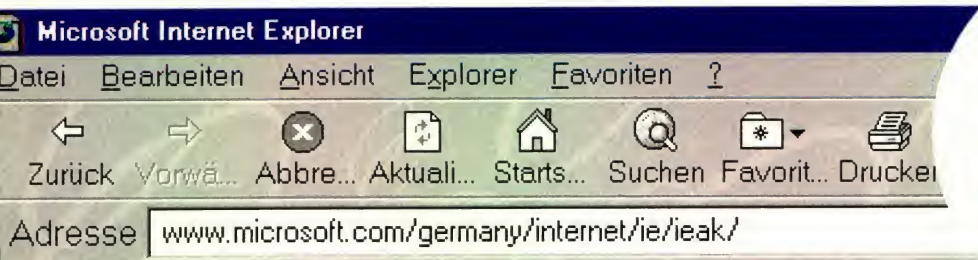 Microsoft Internet Explorer
Datei Bearbeiten Ansicht Explorer Favoriten ?
Zurück Vorwä... Abbre... Aktuali... Starts... Suchen Favorit... Drucken
Adresse www.microsoft.com/germany/internet/ie/ieak/